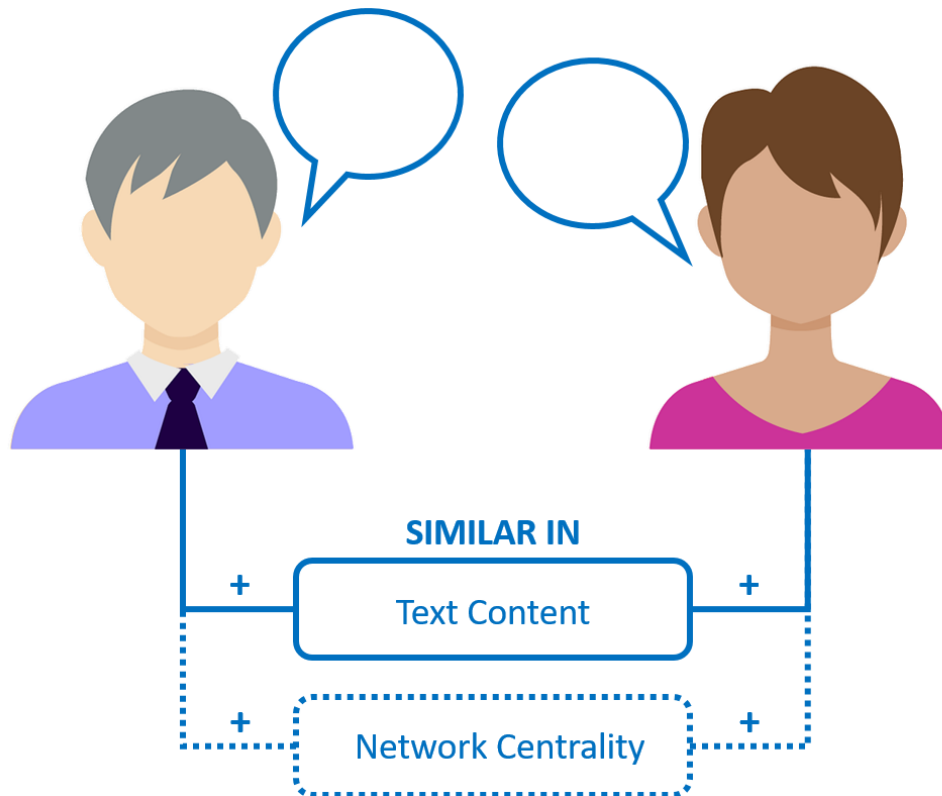 SIMILAR IN
+ +
Text Content
+ +
Network Centrality